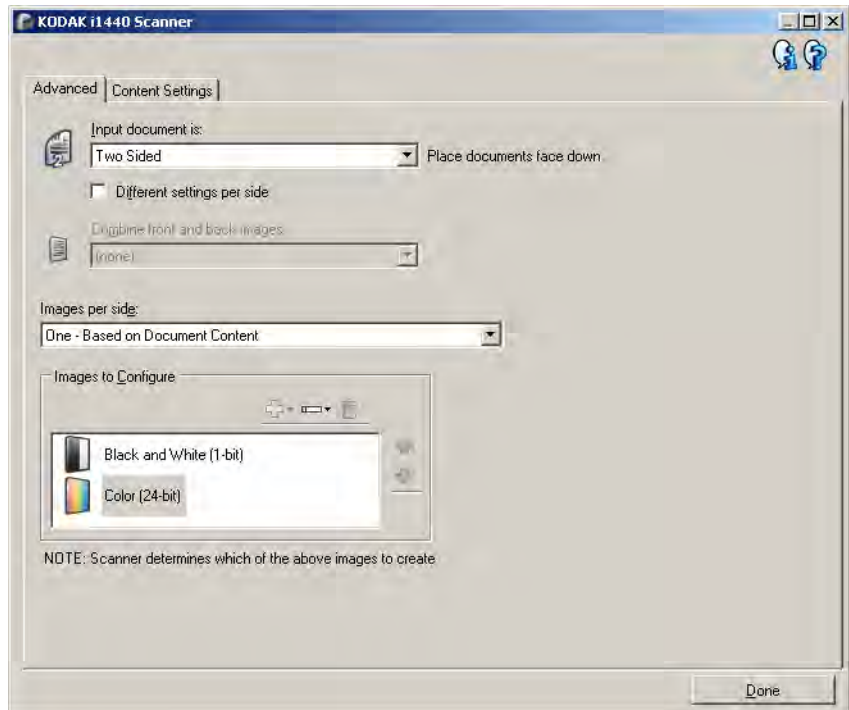 KODAK i1440 Scanner
Advanced Content Settings
Input document is:
Two Sided Place documents face down
Different settings per side
Combine front and back images
(none)
Images per side:
One - Based on Document Content
Images to Configure
Black and White (1-bit)
Color (24-bit)
NOTE: Scanner determines which of the above images to create
Done